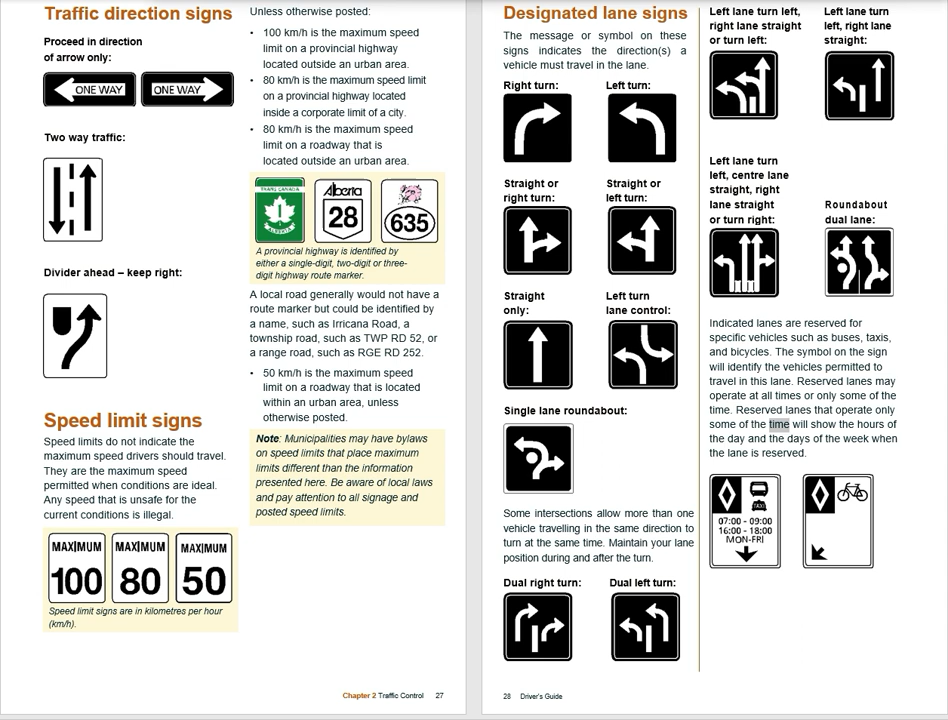 Traffic direction signs
Proceed in direction
of arrow only:
ONE WAY
ONE WAY
Two way traffic:
Divider ahead – keep right:
Speed limit signs
Speed limits do not indicate the
maximum speed drivers should travel.
They are the maximum speed
permitted when conditions are ideal.
Any speed that is unsafe for the
current conditions is illegal.
MAXIMUM
100
MAXIMUM
80
MAXIMUM
50
Speed limit signs are in kilometres per hour
(km/h).
Unless otherwise posted:
• 100 km/h is the maximum speed
limit on a provincial highway
located outside an urban area.
• 80 km/h is the maximum speed limit
on a provincial highway located
inside a corporate limit of a city.
• 80 km/h is the maximum speed
limit on a roadway that is
located outside an urban area.
TRANS CANADA
1
ALBERTA
Alberta
28
635
A provincial highway is identified by
either a single-digit, two-digit or three-
digit highway route marker.
A local road generally would not have a
route marker but could be identified by
a name, such as Irricana Road, a
township road, such as TWP RD 52, or
a range road, such as RGE RD 252.
• 50 km/h is the maximum speed
limit on a roadway that is located
within an urban area, unless
otherwise posted.
Note: Municipalities may have bylaws
on speed limits that place maximum
limits different than the information
presented here. Be aware of local laws
and pay attention to all signage and
posted speed limits.
Chapter 2 Traffic Control 27
Designated lane signs
The message or symbol on these
signs indicates the direction(s) a
vehicle must travel in the lane.
Right turn:
Left turn:
Straight or
right turn:
Straight or
left turn:
Straight
only:
Left turn
lane control:
Single lane roundabout:
Some intersections allow more than one
vehicle travelling in the same direction to
turn at the same time. Maintain your lane
position during and after the turn.
Dual right turn:
Dual left turn:
Left lane turn left,
right lane straight
or turn left:
Left lane turn
left, right lane
straight:
Left lane turn
left, centre lane
straight, right
lane straight
or turn right:
Roundabout
dual lane:
Indicated lanes are reserved for
specific vehicles such as buses, taxis,
and bicycles. The symbol on the sign
will identify the vehicles permitted to
travel in this lane. Reserved lanes may
operate at all times or only some of the
time. Reserved lanes that operate only
some of the time will show the hours of
the day and the days of the week when
the lane is reserved.
TAXI
07:00 - 09:00
16:00 - 18:00
MON-FRI
28 Driver's Guide